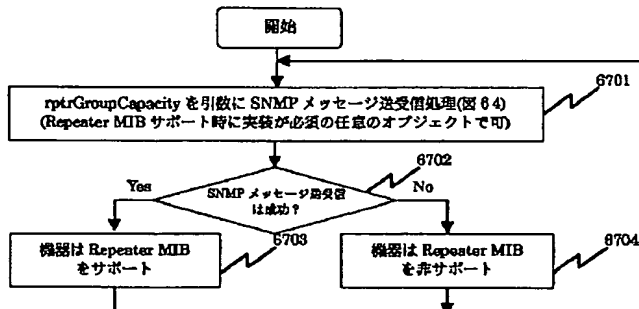 開始
rptrGroupCapacity を引数に SNMP メッセージ送受信処理(図64)
(Repeater MIB サポート時に実装が必須の任意のオブジェクトで可)
6701
6702
Yes
SNMP メッセージ送受信
は成功?
No
機器は Repeater MIB
をサポート
6703
機器は Repeater MIB
を非サポート
6704